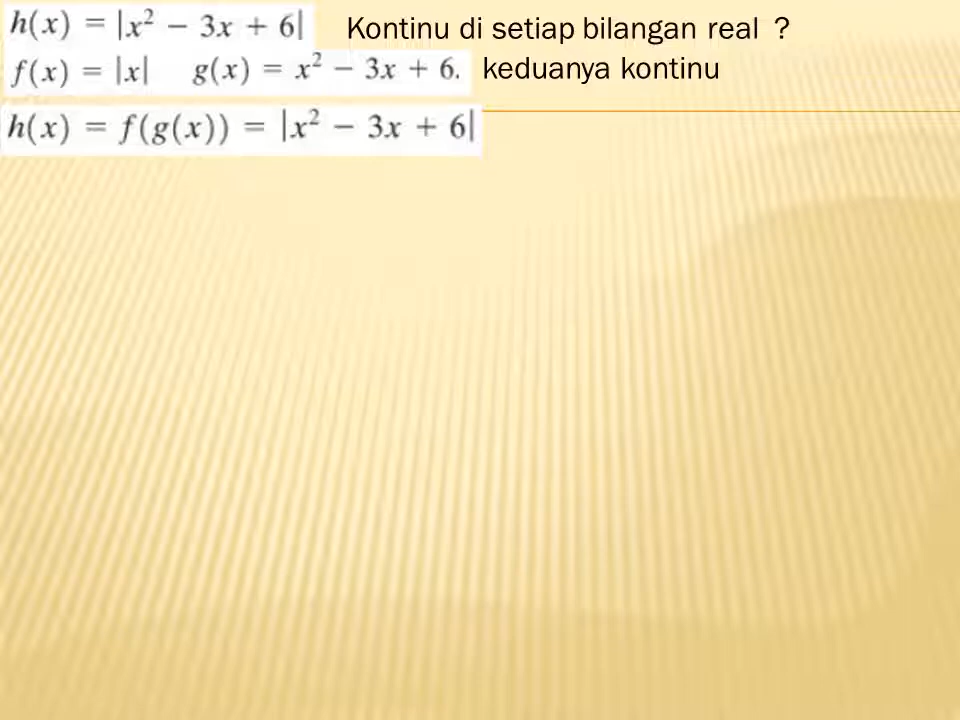 h(x) = |x² − 3x + 6| Kontinu di setiap bilangan real ?
f(x) = |x| g(x) = x² − 3x + 6. keduanya kontinu
h(x) = f(g(x)) = |x² − 3x + 6|